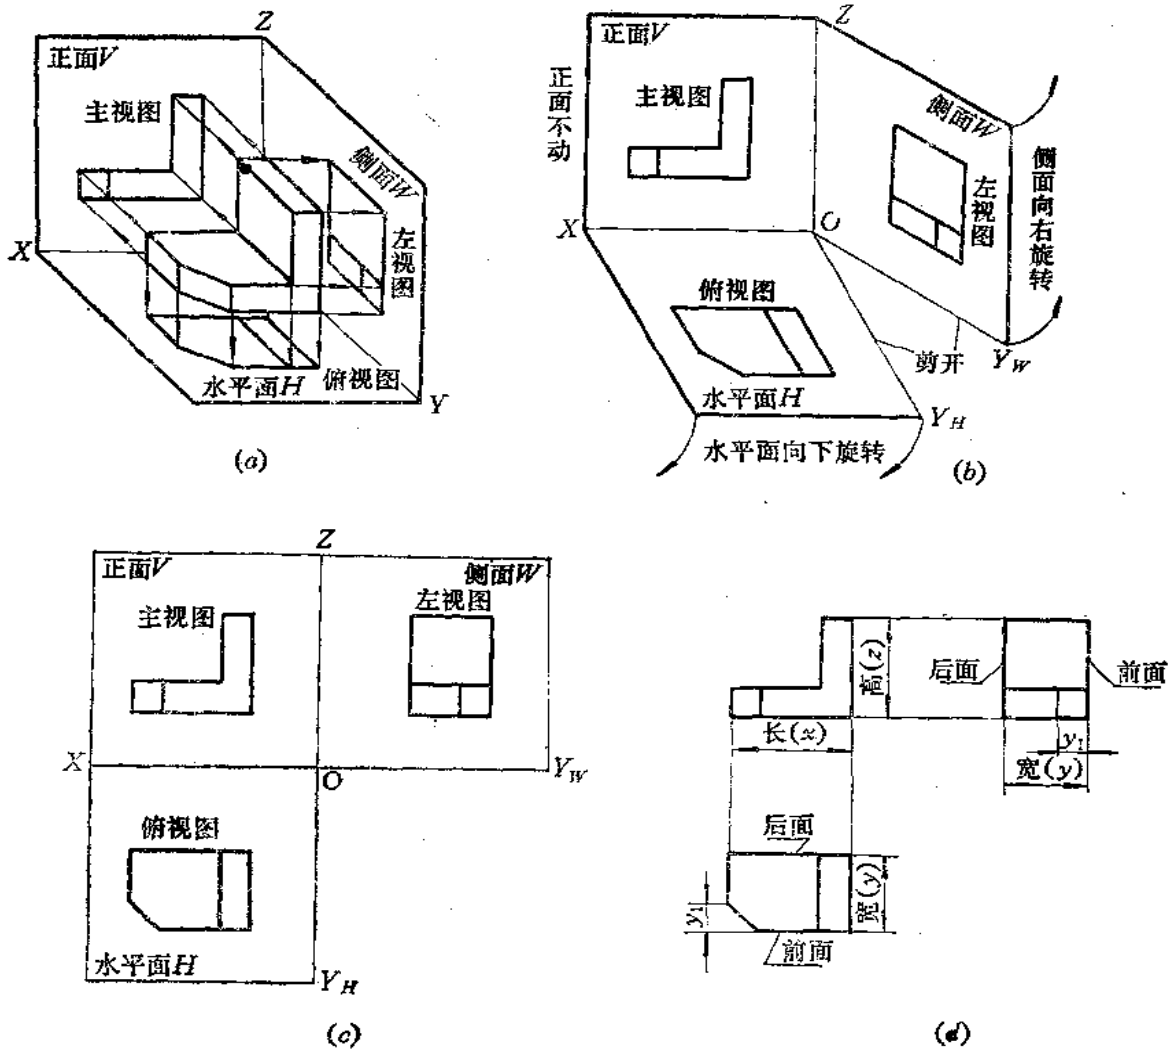 Z
正面V
主视图
侧面W
左视图
X
水平面H
俯视图
Y
(a)
Z
正面V
正面不动
主视图
侧面W
左视图
侧面向右旋转
X
O
俯视图
剪开
Y_W
水平面H
Y_H
水平面向下旋转
(b)
Z
正面V
侧面W
主视图
左视图
X
O
Y_W
俯视图
水平面H
Y_H
(c)
高(z)
后面
前面
长(x)
y₁
宽(y)
后面
y₁
宽(y)
前面
(d)